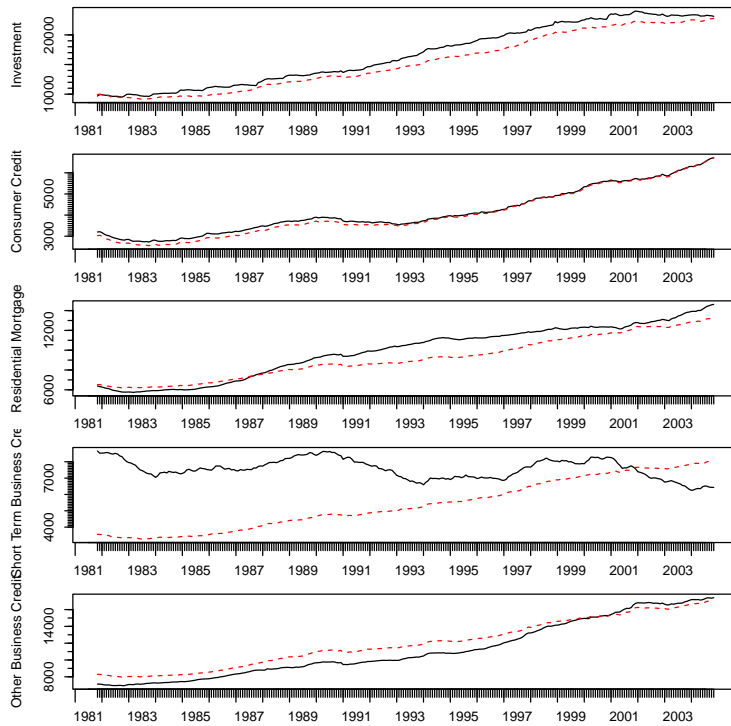 Investment
20000
10000
1981 1983 1985 1987 1989 1991 1993 1995 1997 1999 2001 2003
Consumer Credit
5000
3000
1981 1983 1985 1987 1989 1991 1993 1995 1997 1999 2001 2003
Residential Mortgage
12000
6000
1981 1983 1985 1987 1989 1991 1993 1995 1997 1999 2001 2003
Short Term Business Cre
7000
4000
1981 1983 1985 1987 1989 1991 1993 1995 1997 1999 2001 2003
Other Business Credit
14000
8000
1981 1983 1985 1987 1989 1991 1993 1995 1997 1999 2001 2003